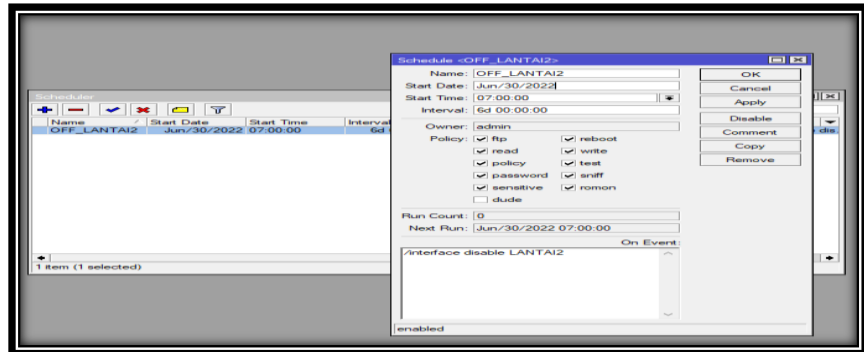 Schedule <OFF_LANTAI2>
Name: OFF_LANTAI2
Start Date: Jun/30/2022
Start Time: 07:00:00
Interval: 6d 00:00:00
Owner: admin
Policy: ftp reboot
read write
policy test
password sniff
sensitive romon
dude
Run Count: 0
Next Run: Jun/30/2022 07:00:00
On Event:
/interface disable LANTAI2
enabled
OK
Cancel
Apply
Disable
Comment
Copy
Remove
Scheduler
Name Start Date Start Time Interval
OFF_LANTAI2 Jun/30/2022 07:00:00 6d
dis.
1 item (1 selected)